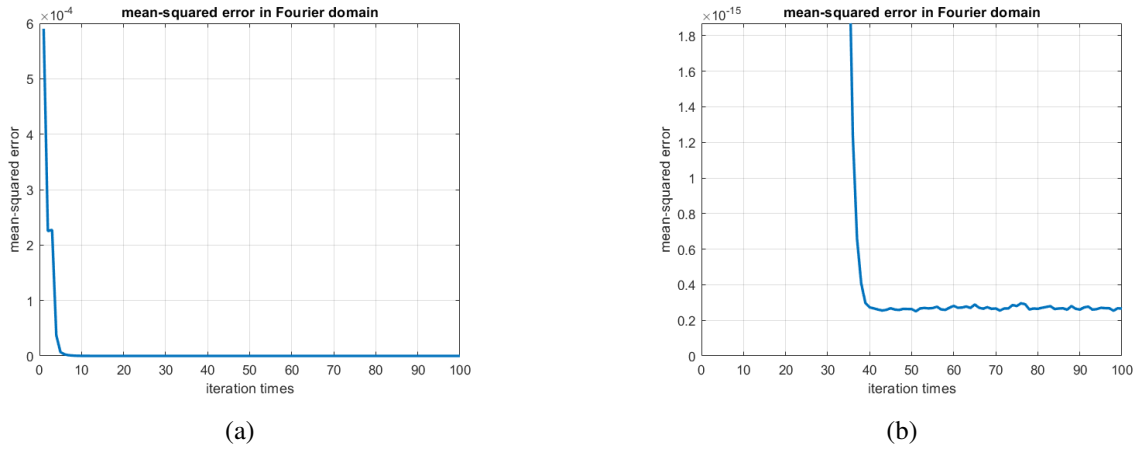 mean-squared error in Fourier domain
×10-4
6
5
4
3
2
1
0
mean-squared error
0 10 20 30 40 50 60 70 80 90 100
iteration times
(a)
mean-squared error in Fourier domain
×10-15
1.8
1.6
1.4
1.2
1
0.8
0.6
0.4
0.2
0
mean-squared error
0 10 20 30 40 50 60 70 80 90 100
iteration times
(b)